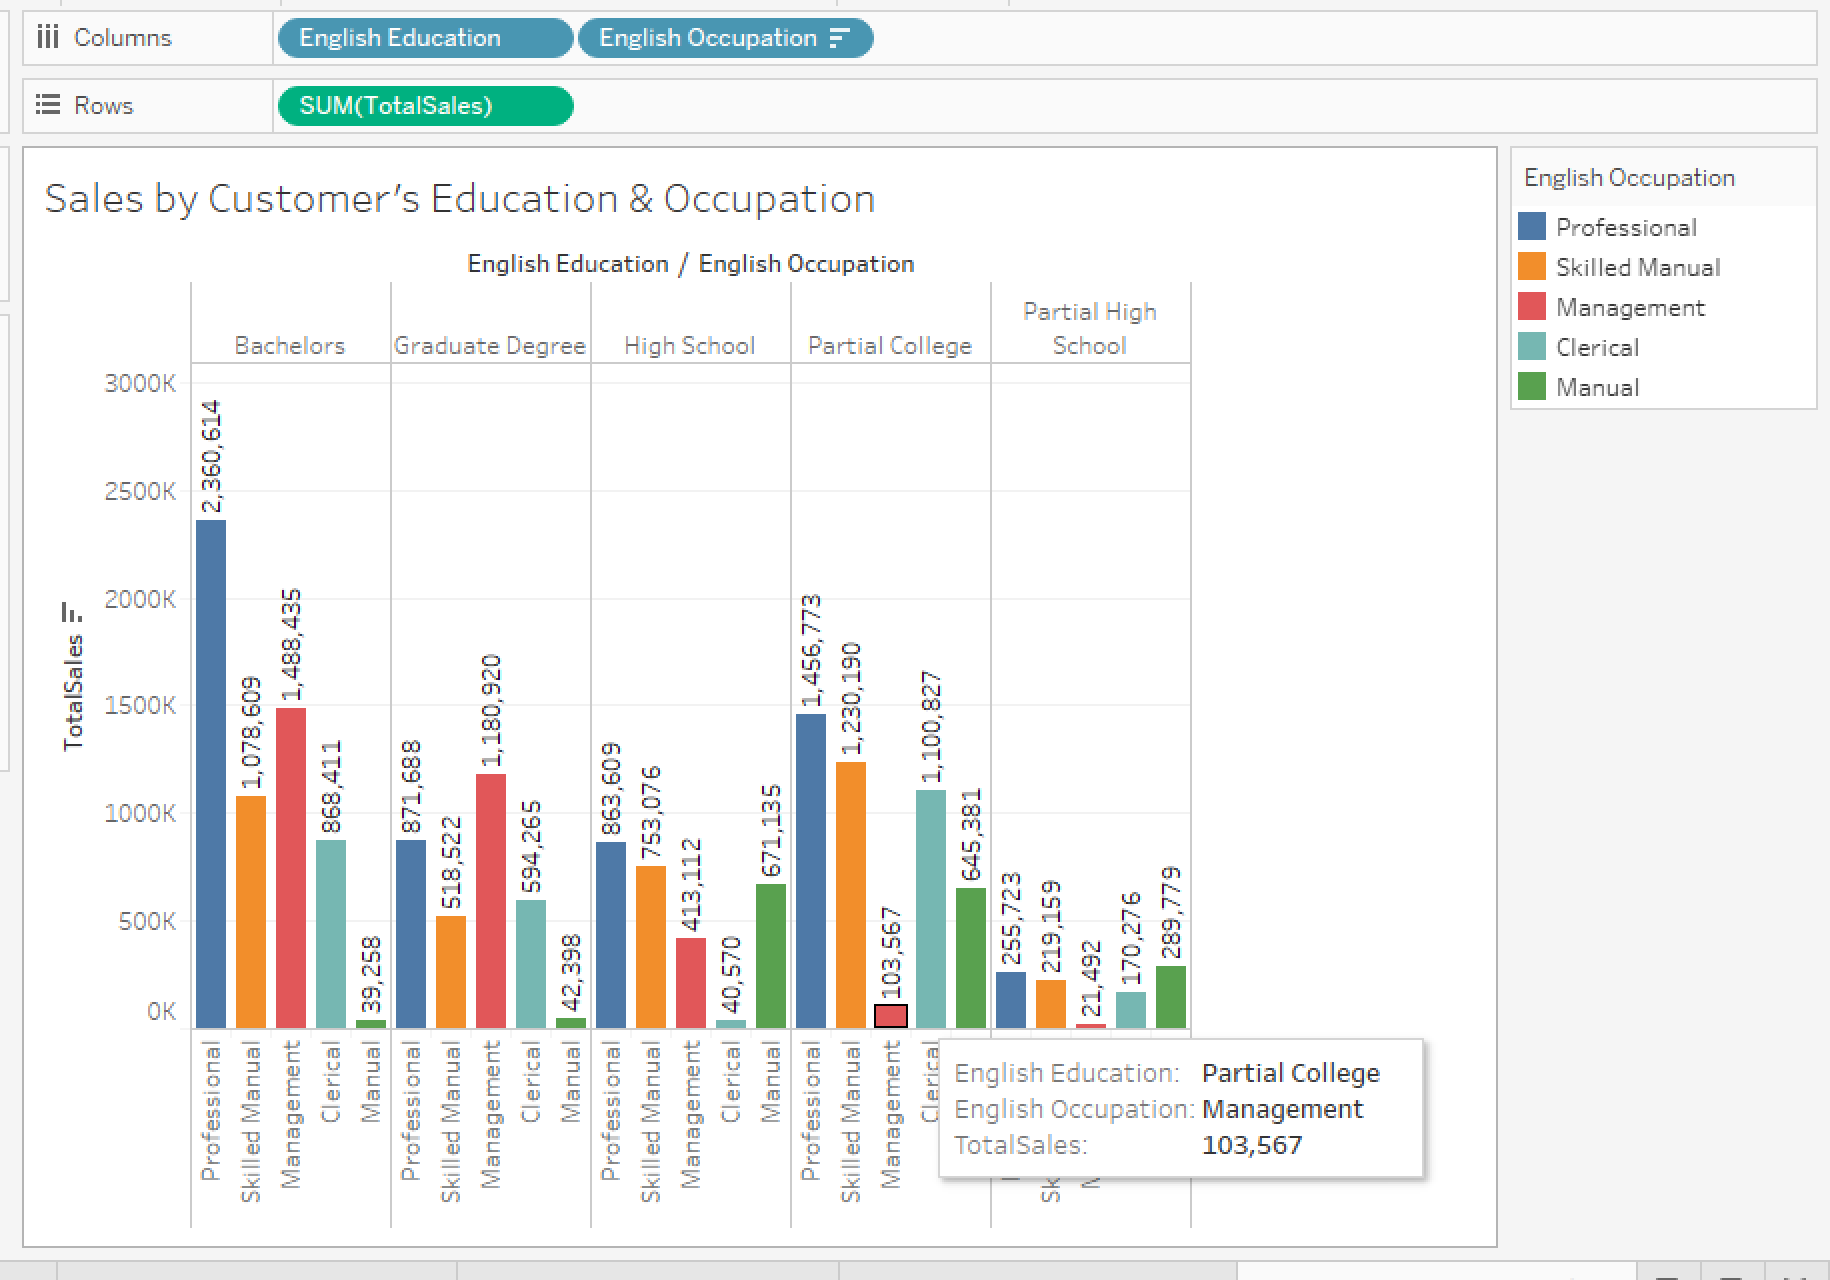 Columns
English Education
English Occupation
Rows
SUM(TotalSales)
Sales by Customer's Education & Occupation
English Education / English Occupation
Bachelors
Graduate Degree
High School
Partial College
Partial High
School
3000K
2500K
2000K
1500K
1000K
500K
0K
TotalSales
2,360,614
1,078,609
1,488,435
868,411
39,258
871,688
518,522
1,180,920
594,265
42,398
863,609
753,076
413,112
40,570
671,135
1,456,773
1,230,190
103,567
1,100,827
645,381
255,723
219,159
21,492
170,276
289,779
Professional
Skilled Manual
Management
Clerical
Manual
Professional
Skilled Manual
Management
Clerical
Manual
Professional
Skilled Manual
Management
Clerical
Manual
Professional
Skilled Manual
Management
English Education: Partial College
English Occupation: Management
TotalSales: 103,567
English Occupation
Professional
Skilled Manual
Management
Clerical
Manual